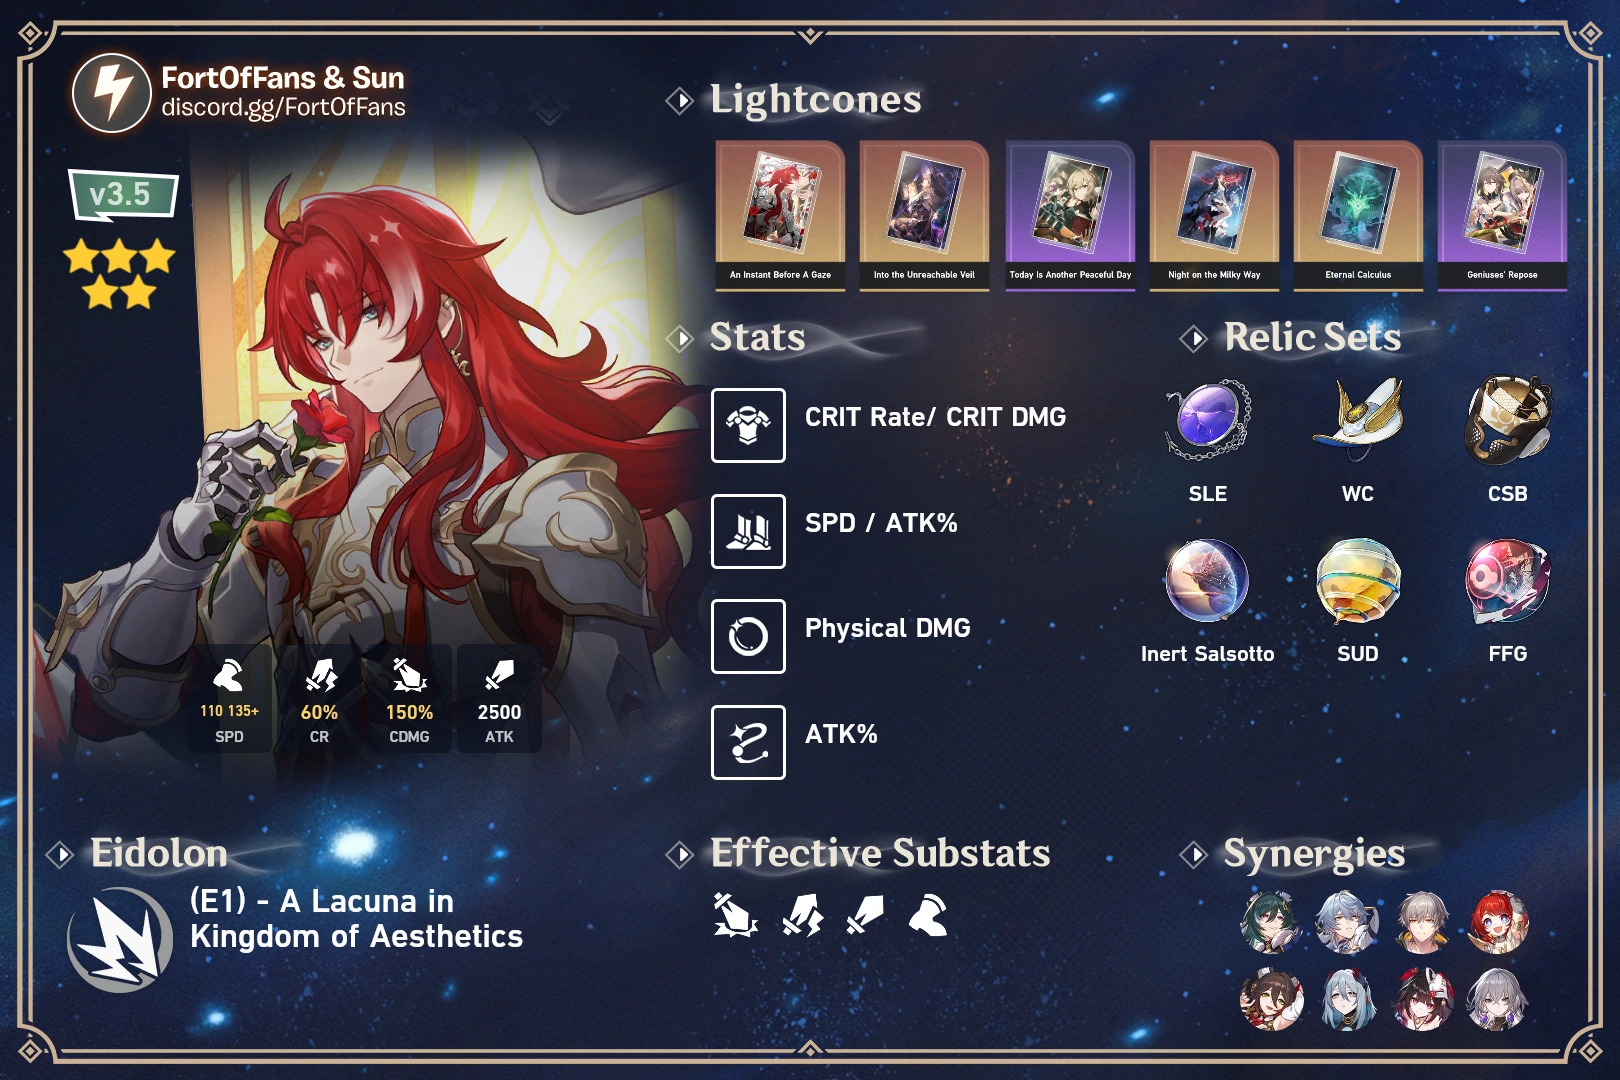 FortOfFans & Sun
discord.gg/FortOfFans
v3.5
110 135+
SPD
60%
CR
150%
CDMG
2500
ATK
Lightcones
An Instant Before A Gaze
Into the Unreachable Veil
Today Is Another Peaceful Day
Night on the Milky Way
Eternal Calculus
Geniuses' Repose
Stats
CRIT Rate/ CRIT DMG
SPD / ATK%
Physical DMG
ATK%
Relic Sets
SLE
WC
CSB
Inert Salsotto
SUD
FFG
Eidolon
(E1) - A Lacuna in
Kingdom of Aesthetics
Effective Substats
Synergies